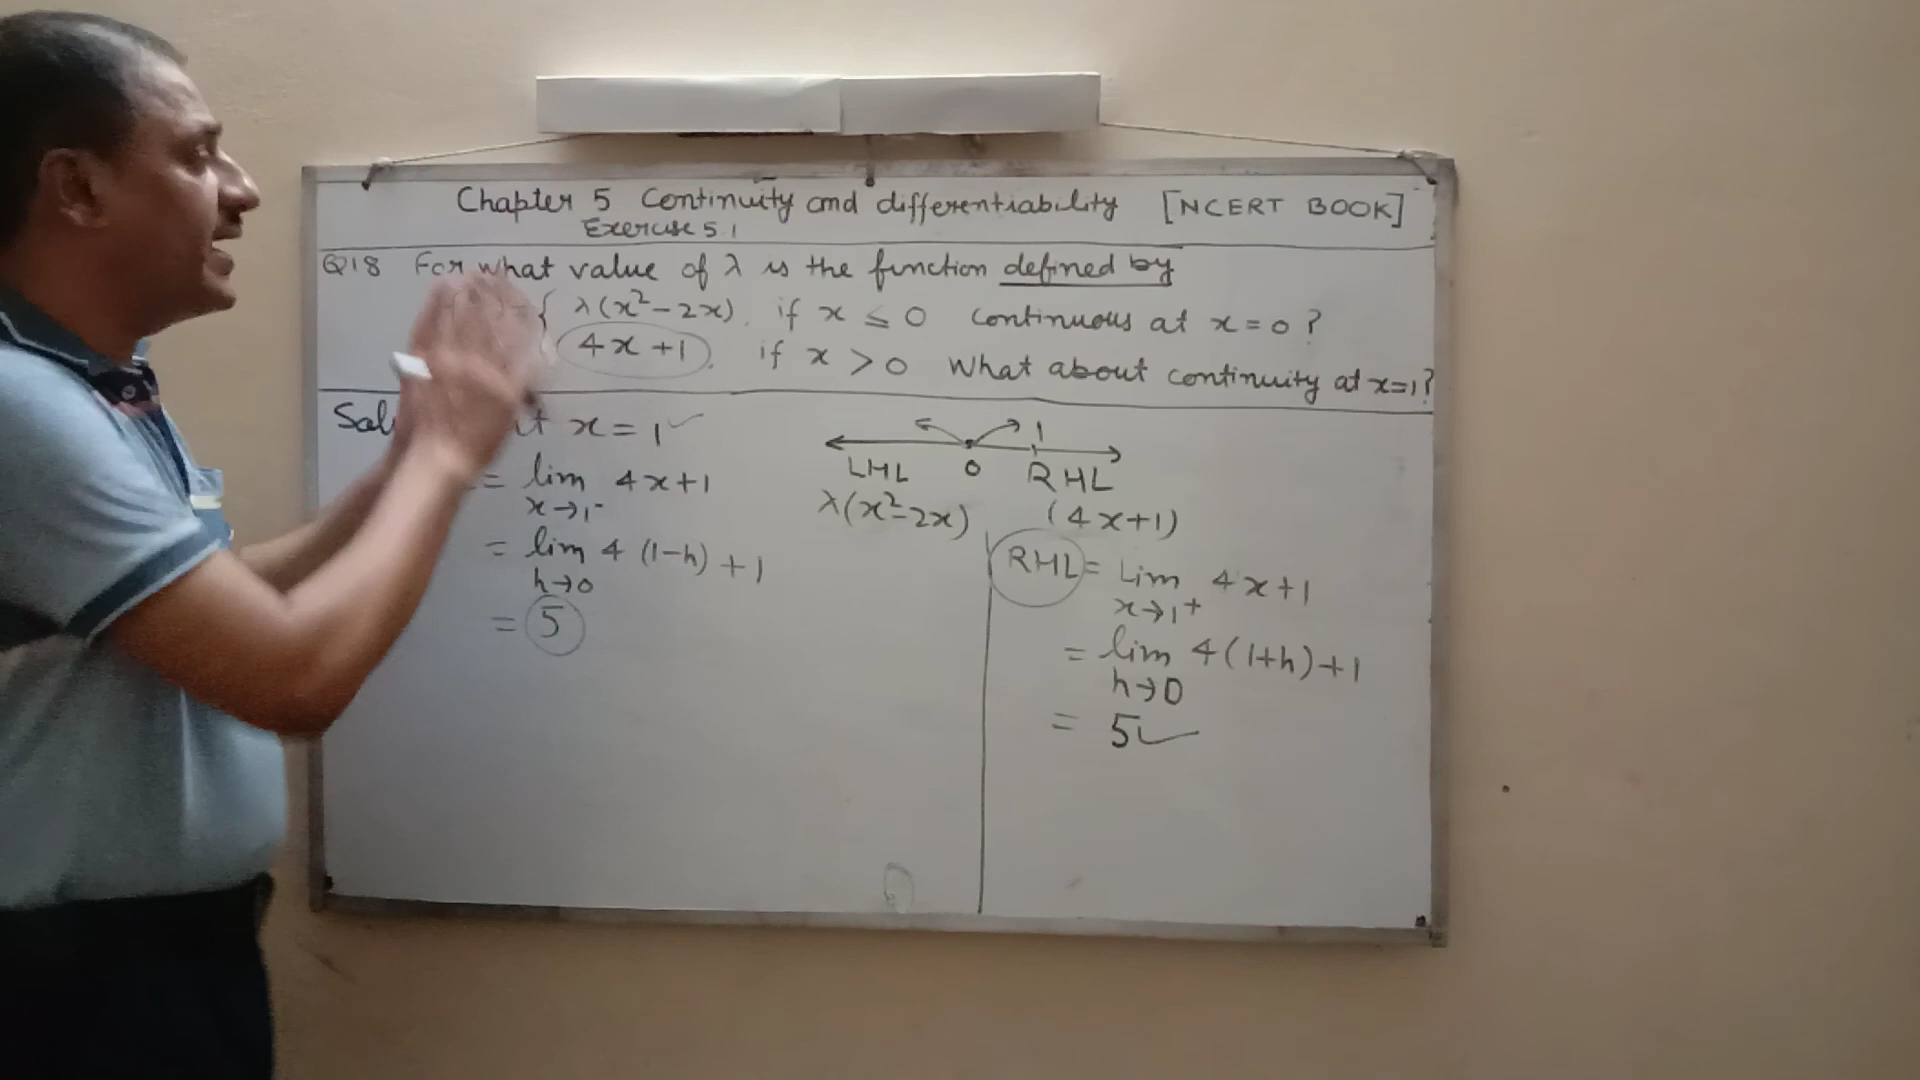 Chapter 5 Continuity and differentiability [NCERT BOOK]
Exercise 5.1
Q18 For what value of λ is the function defined by
{ λ(x²-2x), if x ≤ 0 continuous at x=0?
4x+1, if x > 0 What about continuity at x=1?
x = 1
= lim 4x+1
x→1⁻
= lim 4 (1-h) +1
h→0
= 5
1
LHL 0 RHL
λ(x²-2x) (4x+1)
RHL = Lim 4x+1
x→1⁺
= lim 4(1+h)+1
h→0
= 5